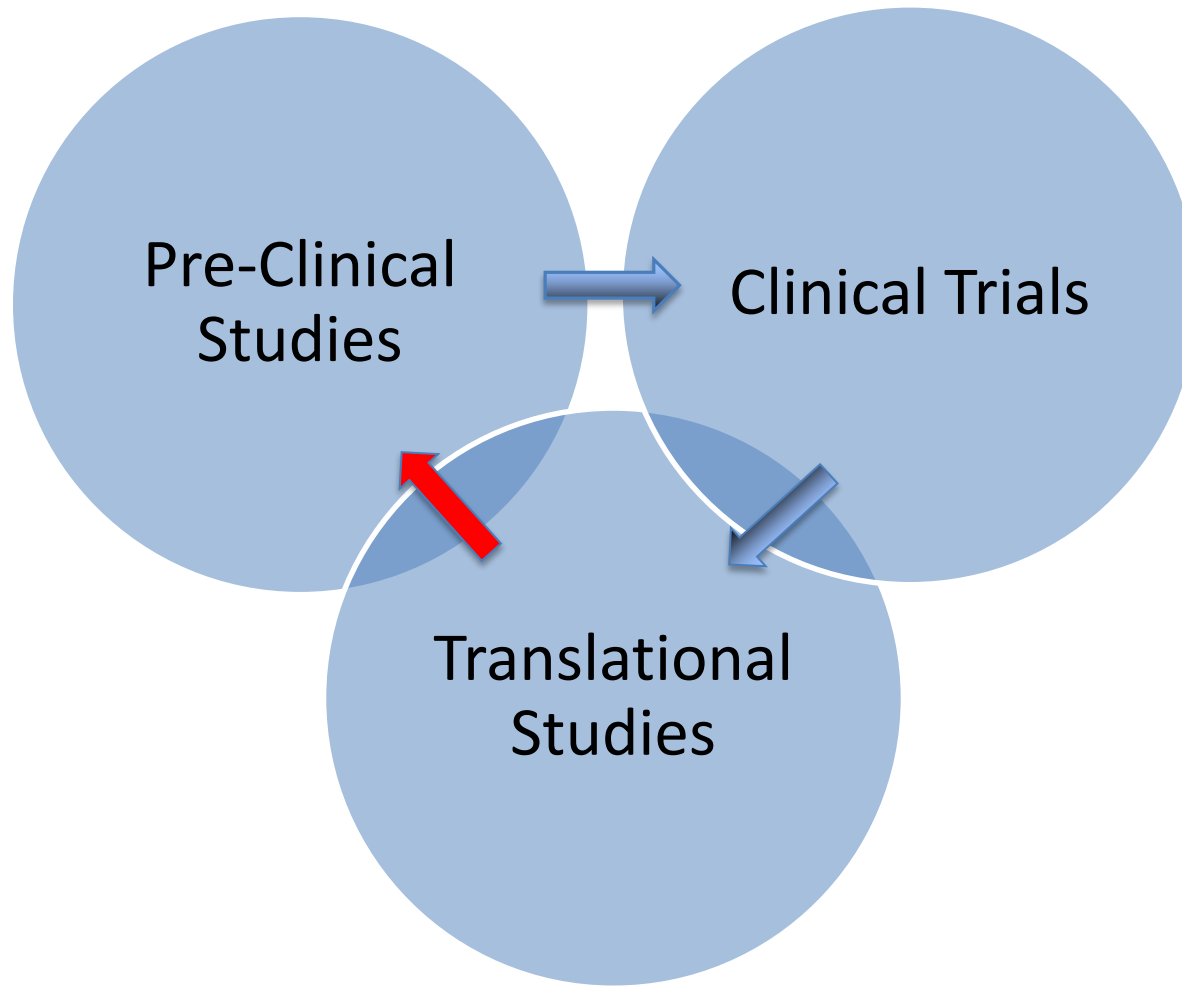 Pre-Clinical
Studies
Clinical Trials
Translational
Studies